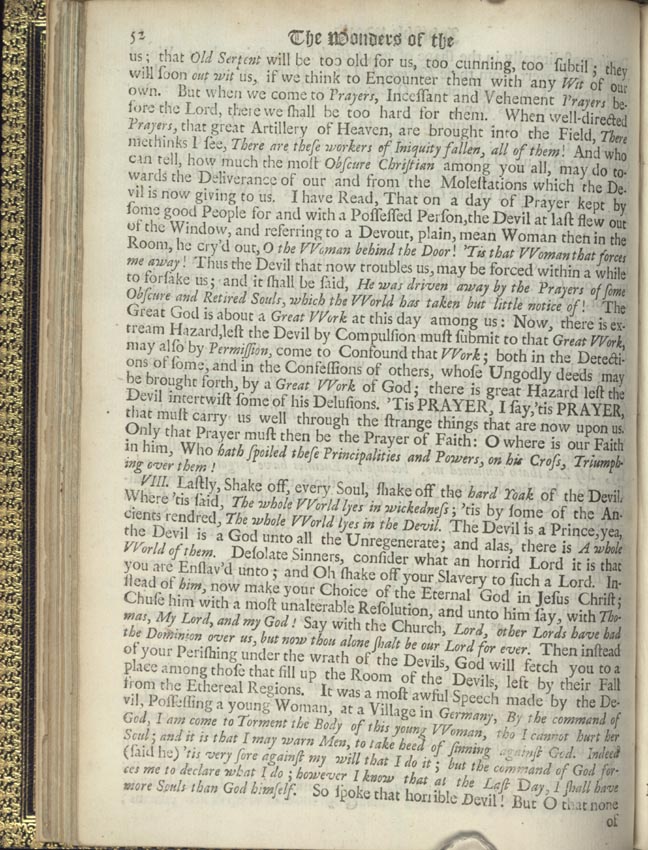 52 The Wonders of the
us; that Old Serpent will be too old for us, too cunning, too ſubtil; they
will ſoon out wit us, if we think to Encounter them with any Wit of our
own. But when we come to Prayers, Inceſſant and Vehement Prayers be-
fore the Lord, there we ſhall be too hard for them. When well-directed
Prayers, that great Artillery of Heaven, are brought into the Field, There
methinks I ſee, There are theſe workers of Iniquity fallen, all of them! And who
can tell, how much the moſt Obſcure Chriſtian among you all, may do to-
wards the Deliverance of our and from the Moleſtations which the De-
vil is now giving to us. I have Read, That on a day of Prayer kept by
ſome good People for and with a Poſſeſſed Perſon,the Devil at laſt flew out
of the Window, and referring to a Devout, plain, mean Woman then in the
Room, he cry'd out, O the VVoman behind the Door! 'Tis that VVoman that forces
me away! Thus the Devil that now troubles us, may be forced within a while
to forſake us; and it ſhall be ſaid, He was driven away by the Prayers of ſome
Obſcure and Retired Souls, which the VVorld has taken but little notice of! The
Great God is about a Great VVork at this day among us: Now, there is ex-
tream Hazard,leſt the Devil by Compulſion muſt ſubmit to that Great VVork,
may alſo by Permiſſion, come to Confound that VVork; both in the Detecti-
ons of ſome, and in the Confeſſions of others, whoſe Ungodly deeds may
be brought forth, by a Great VVork of God; there is great Hazard leſt the
Devil intertwiſt ſome of his Deluſions. 'Tis PRAYER, I ſay,'tis PRAYER,
that muſt carry us well through the ſtrange things that are now upon us.
Only that Prayer muſt then be the Prayer of Faith: O where is our Faith
in him, Who hath ſpoiled theſe Principalities and Powers, on his Croſs, Triumph-
ing over them!
VIII. Laſtly, Shake off, every Soul, ſhake off the hard Yoak of the Devil.
Where 'tis ſaid, The whole VVorld lyes in wickedneſs; 'tis by ſome of the An-
cients rendred, The whole VVorld lyes in the Devil. The Devil is a Prince,yea,
the Devil is a God unto all the Unregenerate; and alas, there is A whole
VVorld of them. Deſolate Sinners, conſider what an horrid Lord it is that
you are Enſlav'd unto; and Oh ſhake off your Slavery to ſuch a Lord. In-
ſtead of him, now make your Choice of the Eternal God in Jeſus Chriſt;
Chuſe him with a moſt unalterable Reſolution, and unto him ſay, with Tho-
mas, My Lord, and my God! Say with the Church, Lord, other Lords have had
the Dominion over us, but now thou alone ſhalt be our Lord for ever. Then inſtead
of your Periſhing under the wrath of the Devils, God will fetch you to a
place among thoſe that fill up the Room of the Devils, left by their Fall
from the Ethereal Regions. It was a moſt awful Speech made by the De-
vil, Poſſeſſing a young Woman, at a Village in Germany, By the command of
God, I am come to Torment the Body of this young VVoman, tho I cannot hurt her
Soul; and it is that I may warn Men, to take heed of ſinning againſt God. Indeed
(ſaid he) 'tis very ſore againſt my will that I do it; but the command of God for-
ces me to declare what I do; however I know that at the Laſt Day, I ſhall have
more Souls than God himſelf. So ſpoke that horrible Devil! But O that none
of